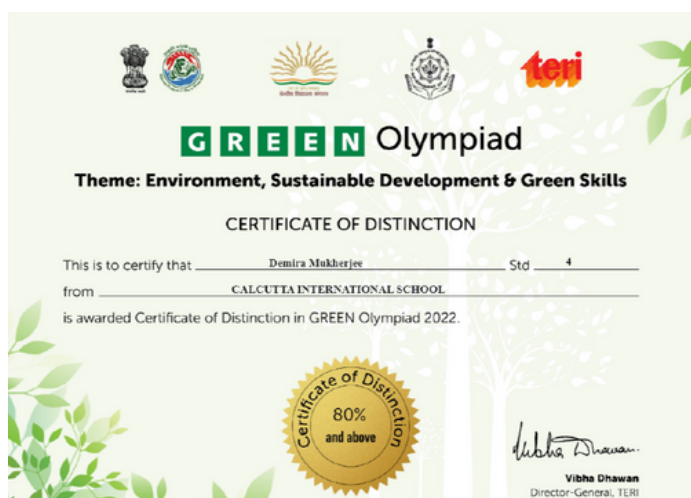 teri
GREEN Olympiad
Theme: Environment, Sustainable Development & Green Skills
CERTIFICATE OF DISTINCTION
This is to certify that Demira Mukherjee Std 4
from CALCUTTA INTERNATIONAL SCHOOL
is awarded Certificate of Distinction in GREEN Olympiad 2022.
Certificate of Distinction
80%
and above
Vibha Dhawan
Vibha Dhawan
Director-General, TERI